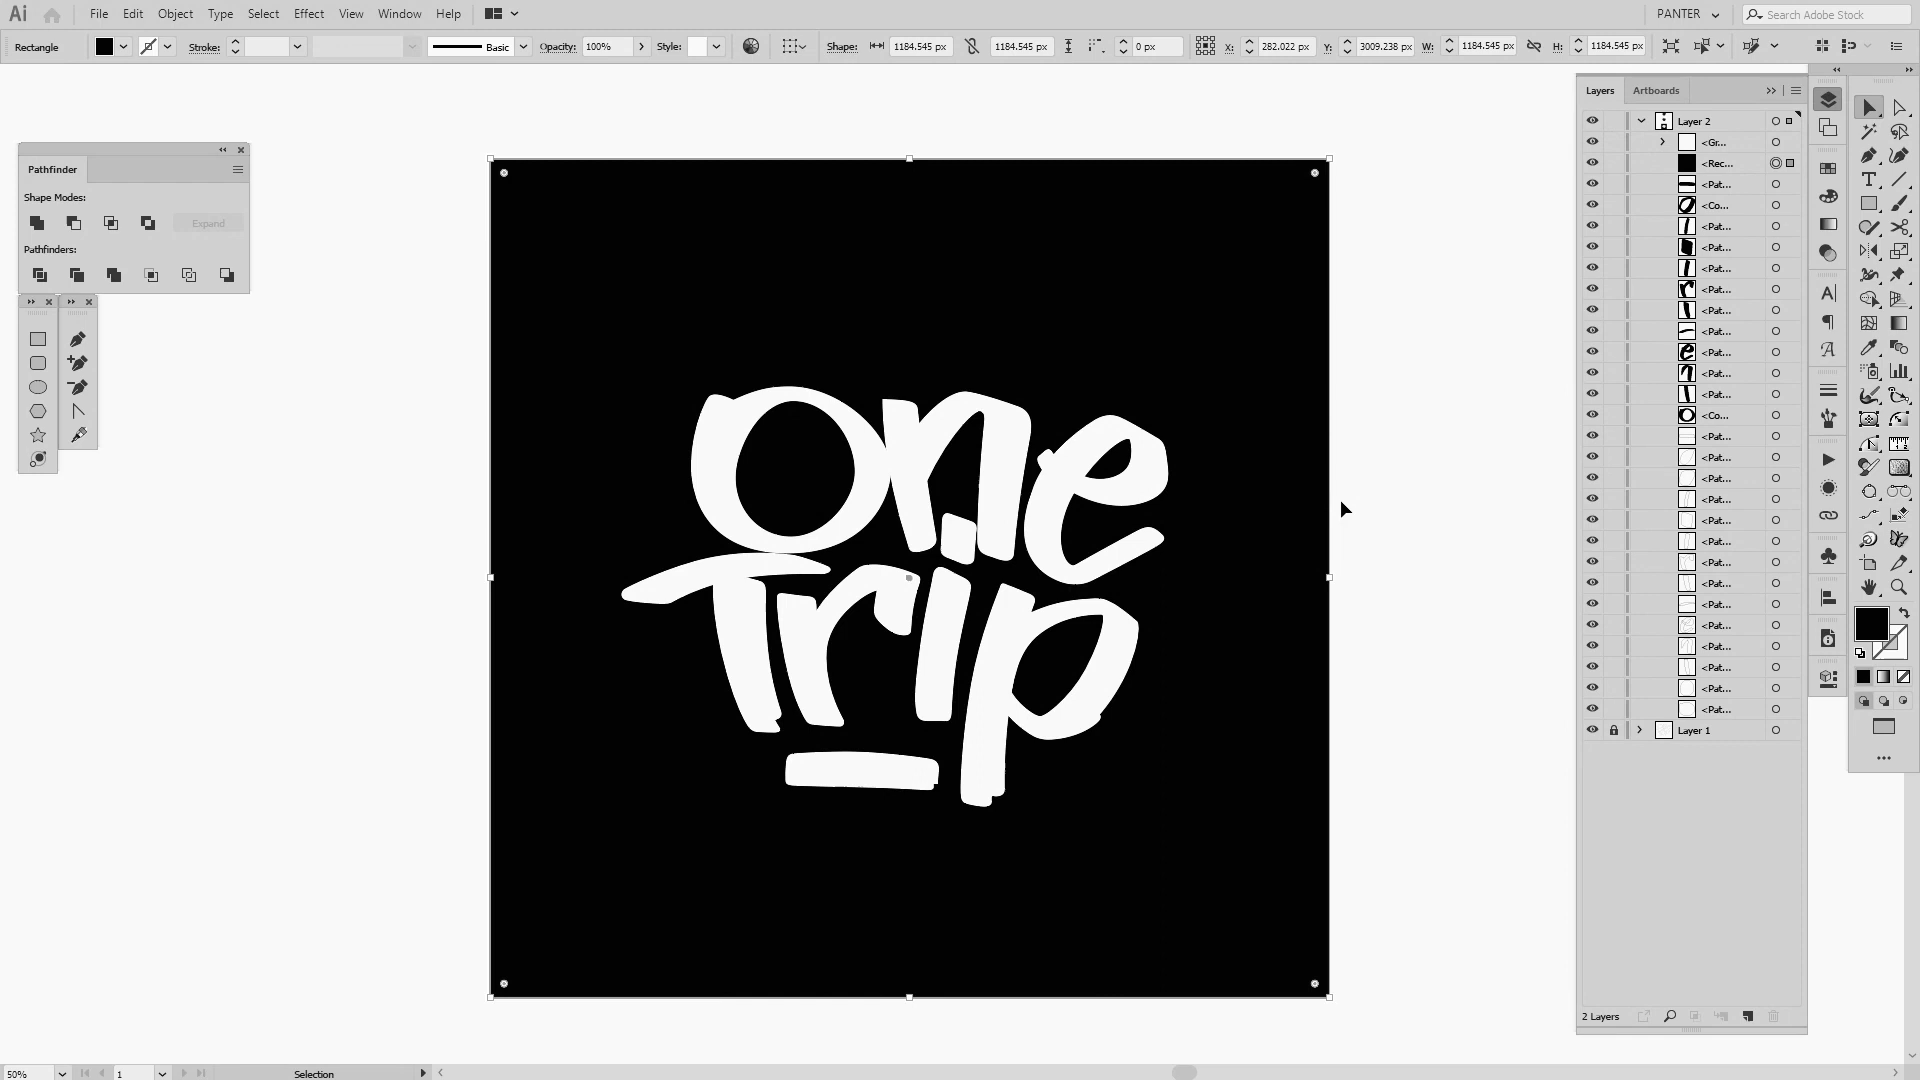 Ai File Edit Object Type Select Effect View Window Help PANTER Search Adobe Stock
Rectangle Stroke: Basic Opacity: 100% Style: Shape: 1184.545 px 1184.545 px 0 px X: 282.022 px Y: 3009.238 px W: 1184.545 px H: 1184.545 px
Pathfinder
Shape Modes:
Expand
Pathfinders:
One
Trip
Layers Artboards
Layer 2
<Gr...
<Rec...
<Pat...
<Co...
<Pat...
<Pat...
<Pat...
<Pat...
<Pat...
<Pat...
<Pat...
<Pat...
<Pat...
<Co...
<Pat...
<Pat...
<Pat...
<Pat...
<Pat...
<Pat...
<Pat...
<Pat...
<Pat...
<Pat...
<Pat...
<Pat...
<Pat...
<Pat...
Layer 1
2 Layers
50% 1 Selection